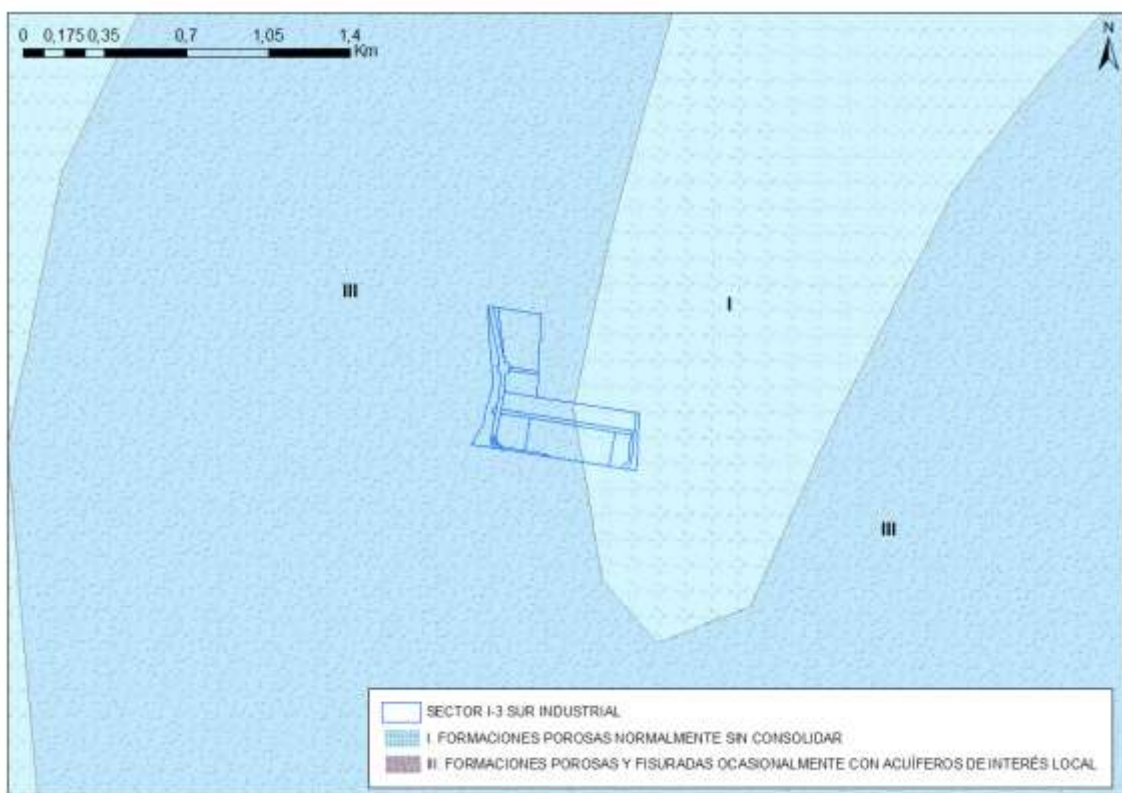 0 0,175 0,35 0,7 1,05 1,4
Km
N
III
I
III
SECTOR I-3 SUR INDUSTRIAL
I. FORMACIONES POROSAS NORMALMENTE SIN CONSOLIDAR
III. FORMACIONES POROSAS Y FISURADAS OCASIONALMENTE CON ACUÍFEROS DE INTERÉS LOCAL